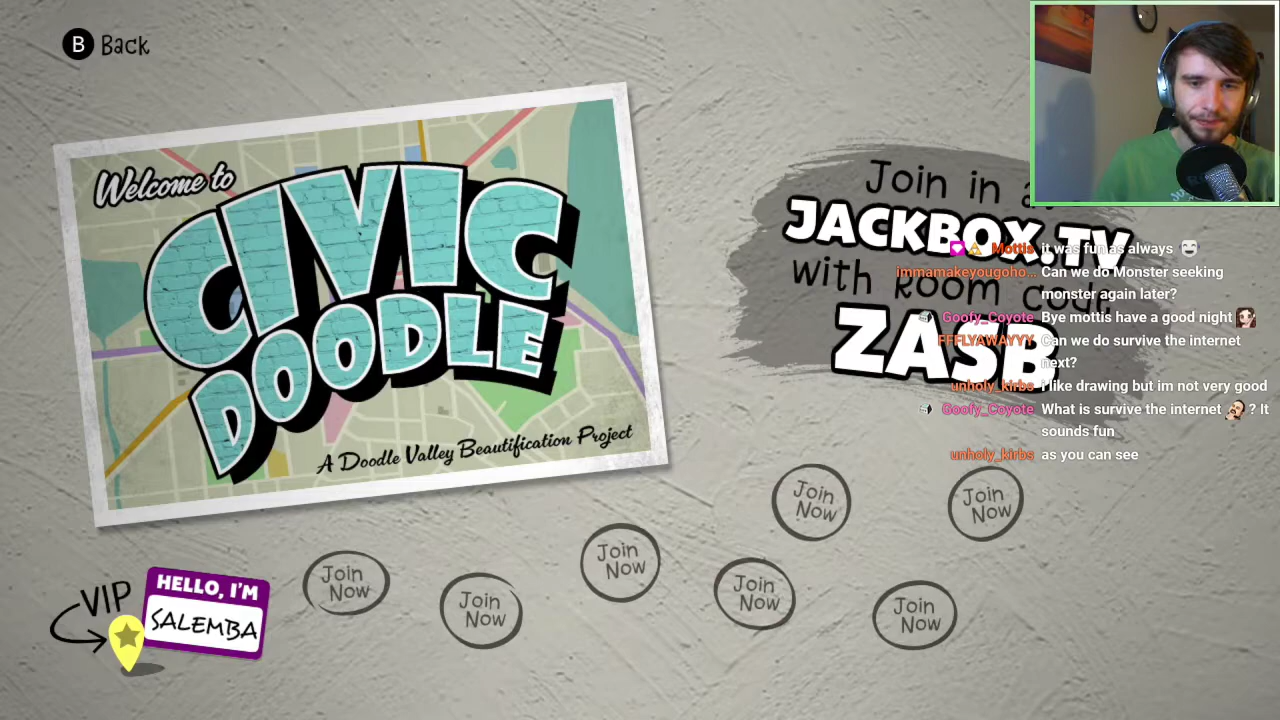 B Back
Welcome to
CIVIC
DOODLE
A Doodle Valley Beautification Project
Join in a
JACKBOX.TV
with room code
ZASB
Mottis it was fun as always
immamakeyougoho... Can we do Monster seeking
monster again later?
Goofy_Coyote Bye mottis have a good night
FFFLYAWAYYY Can we do survive the internet
next?
unholy_kirbs i like drawing but im not very good
Goofy_Coyote What is survive the internet ? It
sounds fun
unholy_kirbs as you can see
Join
Now
Join
Now
Join
Now
Join
Now
Join
Now
Join
Now
Join
Now
VIP
HELLO, I'M
SALEMBA